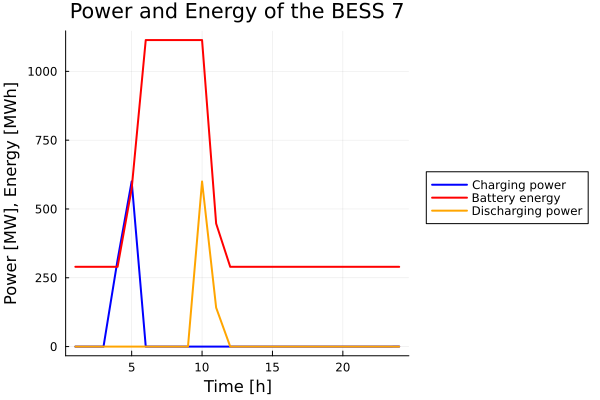 Power and Energy of the BESS 7
Power [MW], Energy [MWh]
1000
750
500
250
0
5
10
15
20
Time [h]
Charging power
Battery energy
Discharging power